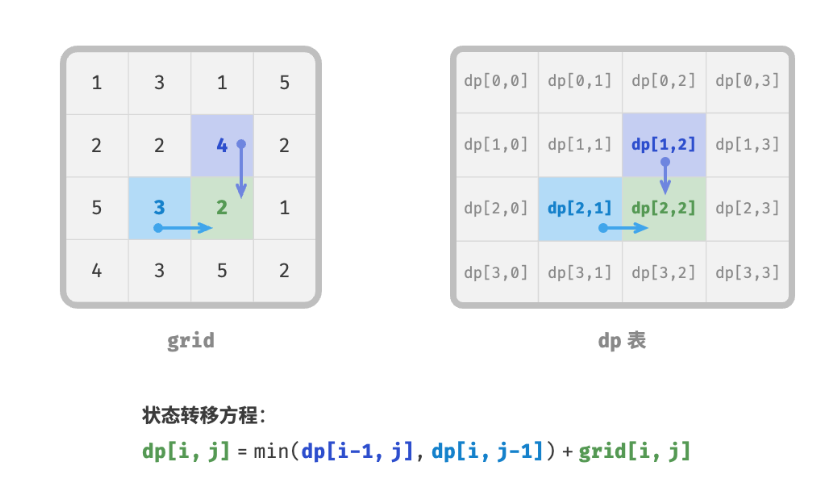 1 3 1 5 dp[0,0] dp[0,1] dp[0,2] dp[0,3]
2 2 4 2 dp[1,0] dp[1,1] dp[1,2] dp[1,3]
5 3 2 1 dp[2,0] dp[2,1] dp[2,2] dp[2,3]
4 3 5 2 dp[3,0] dp[3,1] dp[3,2] dp[3,3]
grid dp 表
状态转移方程：
dp[i, j] = min(dp[i-1, j], dp[i, j-1]) + grid[i, j]